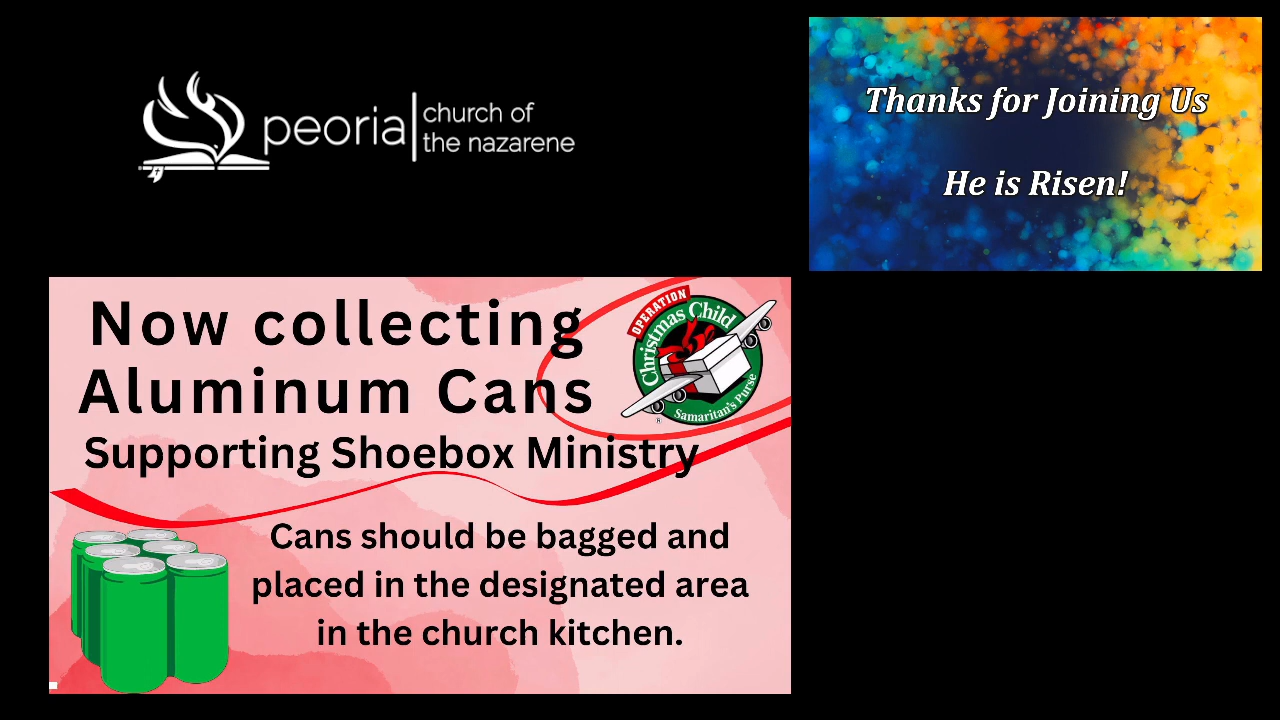 peoria
church of
the nazarene
Thanks for Joining Us
He is Risen!
Now collecting
Aluminum Cans
Supporting Shoebox Ministry
OPERATION
Christmas Child
Samaritan's Purse
®
Cans should be bagged and
placed in the designated area
in the church kitchen.